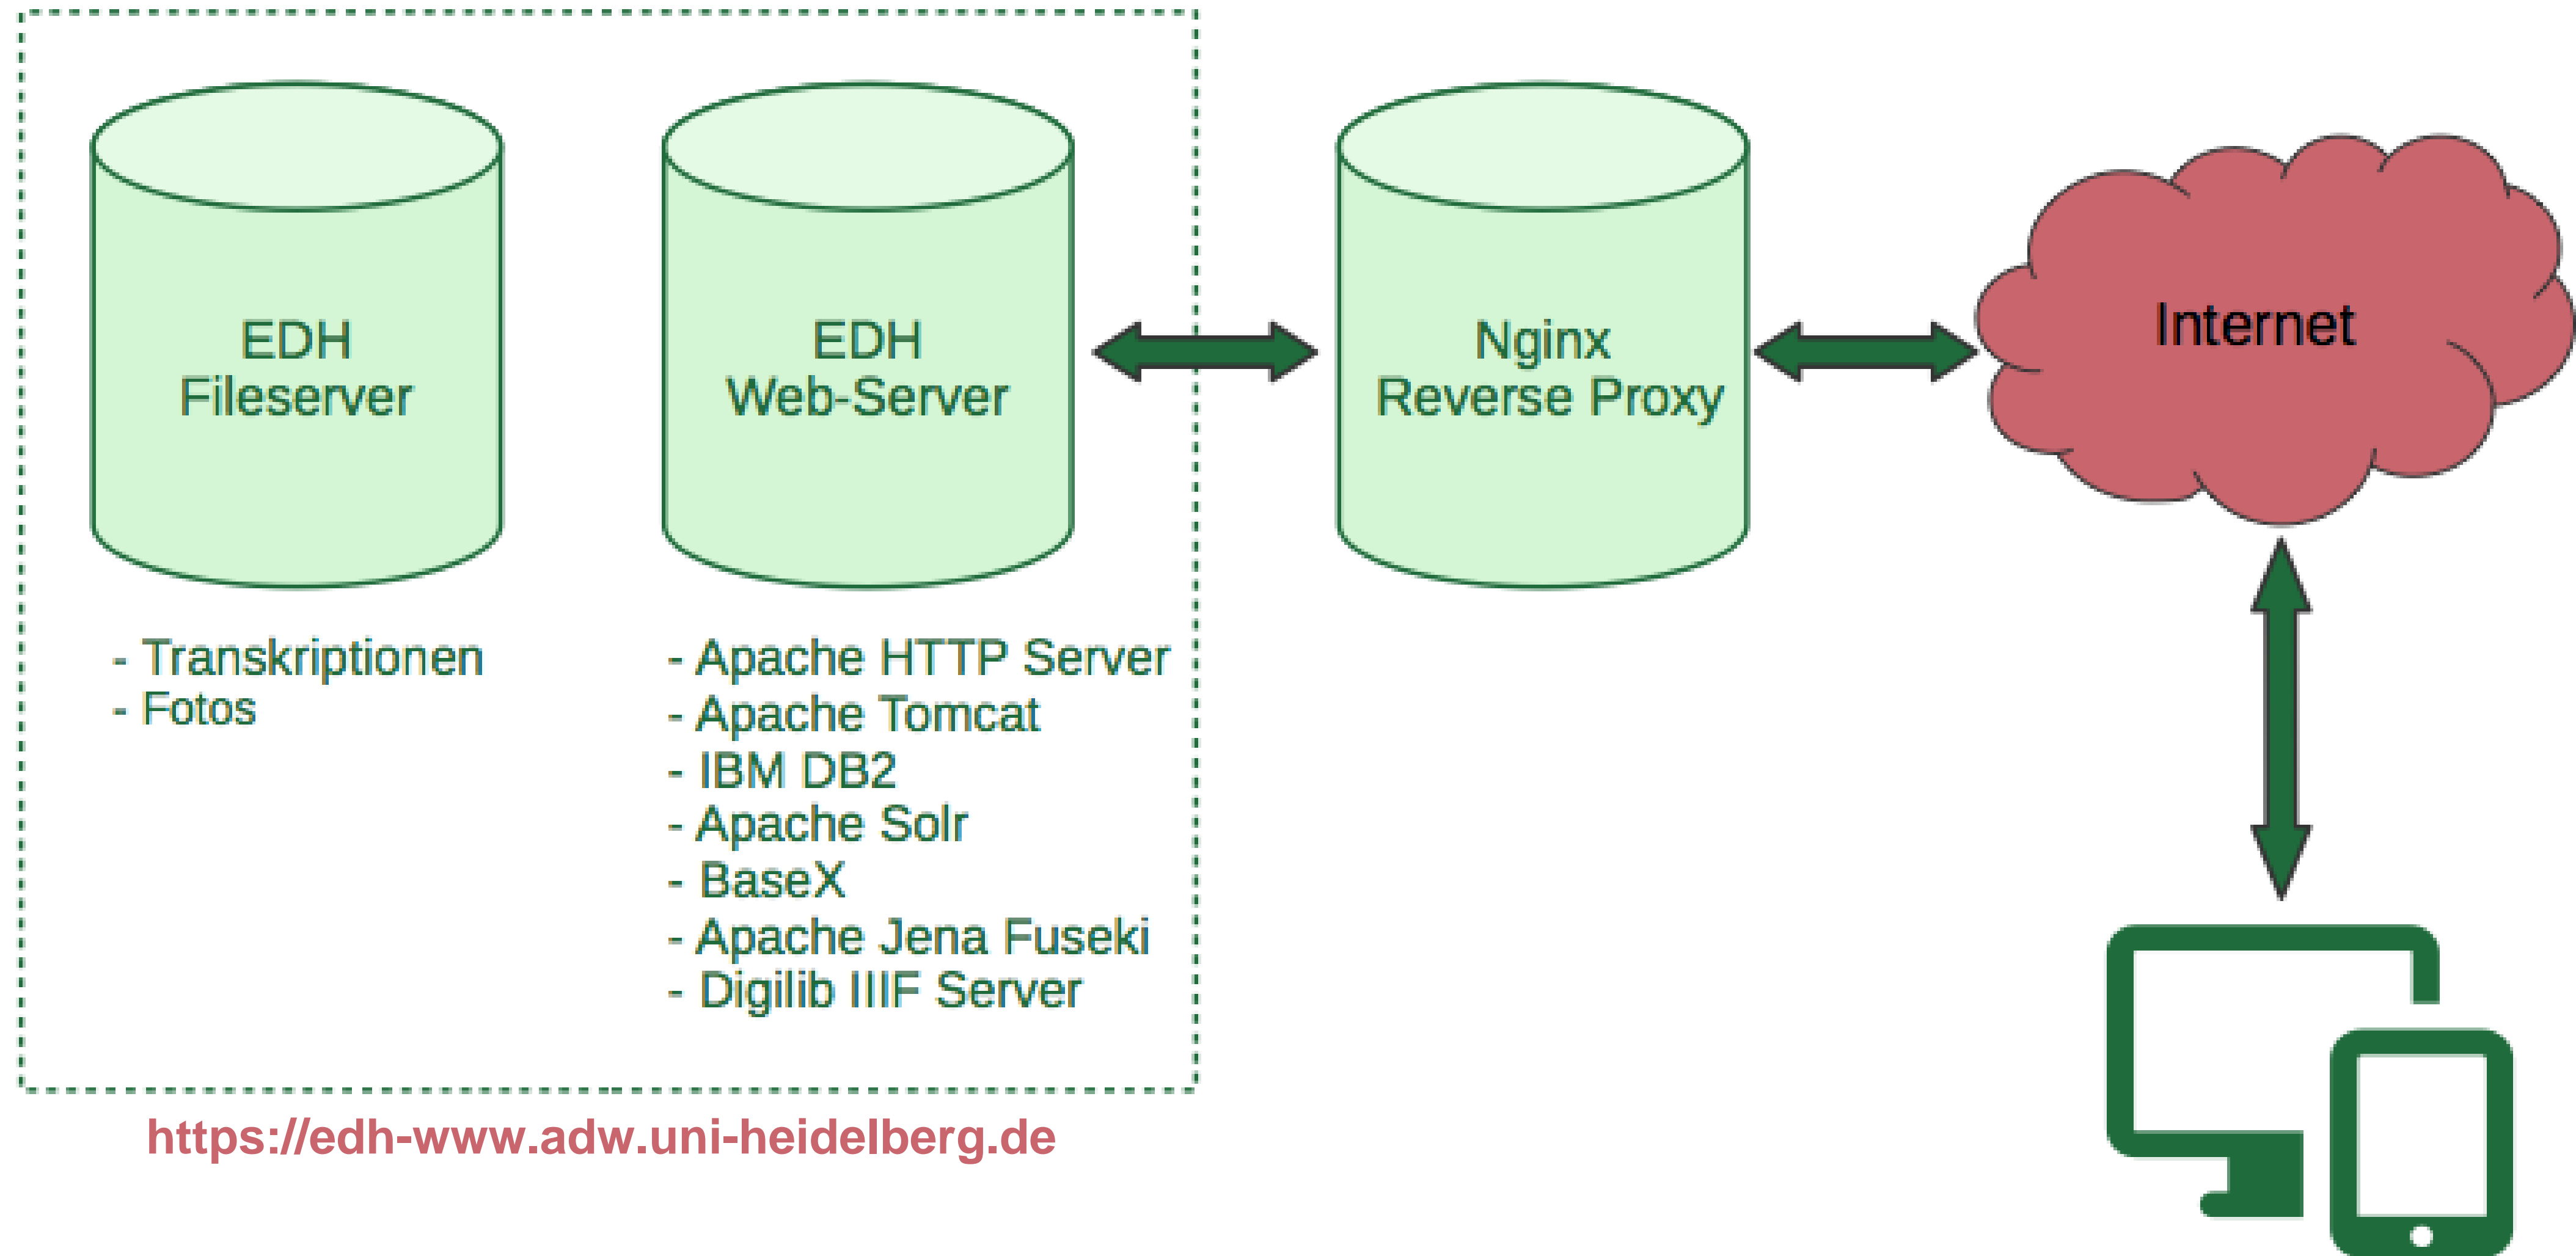 EDH
Fileserver
- Transkriptionen
- Fotos
EDH
Web-Server
- Apache HTTP Server
- Apache Tomcat
- IBM DB2
- Apache Solr
- BaseX
- Apache Jena Fuseki
- Digilib IIIF Server
https://edh-www.adw.uni-heidelberg.de
Nginx
Reverse Proxy
Internet